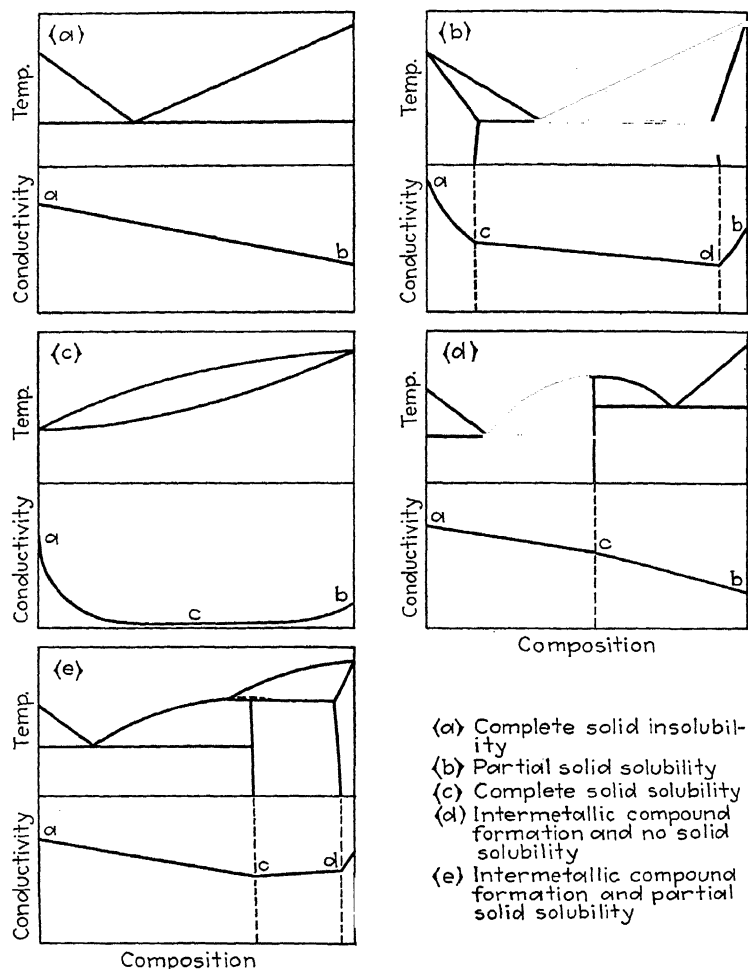 (a)
Temp.
Conductivity
a
b
(b)
Temp.
Conductivity
a
c
d
b
(c)
Temp.
Conductivity
a
c
b
(d)
Temp.
Conductivity
a
c
b
Composition
(e)
Temp.
Conductivity
a
c
d
Composition
(a) Complete solid insolubil-
ity
(b) Partial solid solubility
(c) Complete solid solubility
(d) Intermetallic compound
formation and no solid
solubility
(e) Intermetallic compound
formation and partial
solid solubility